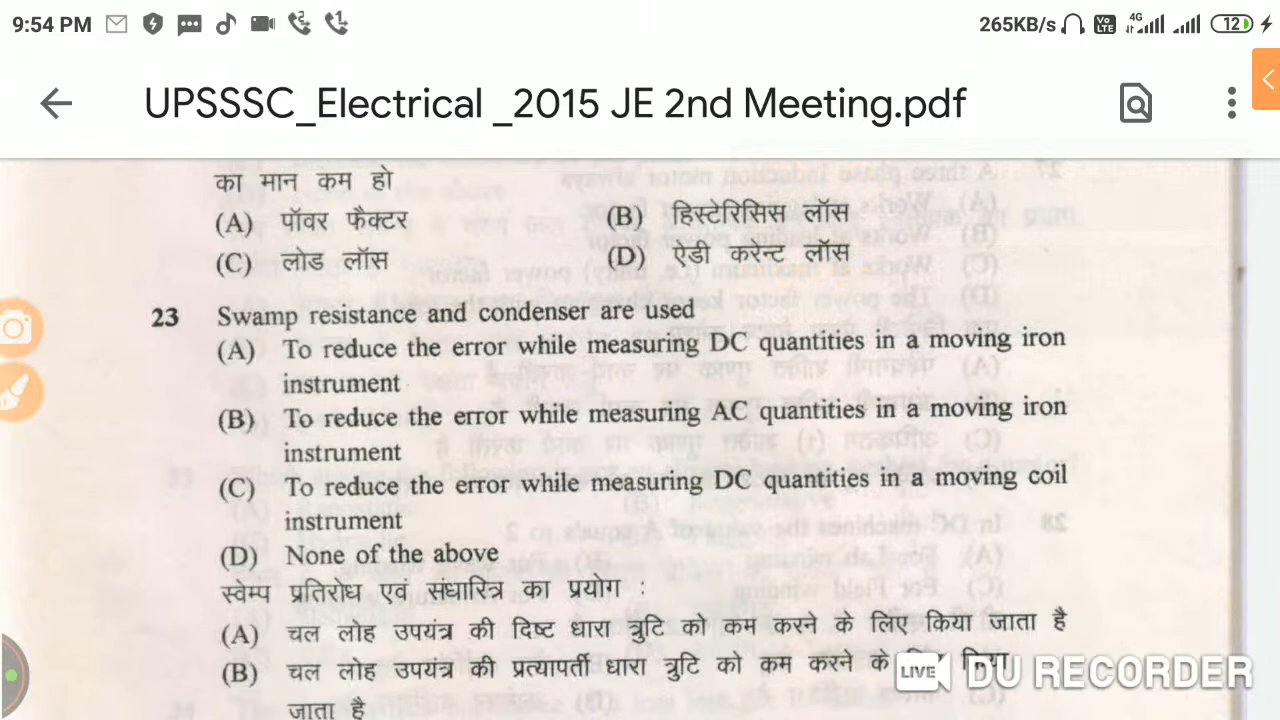 9:54 PM
265KB/s
Vo LTE
4G
12
UPSSSC_Electrical _2015 JE 2nd Meeting.pdf
का मान कम हो
(A) पॉवर फैक्टर (B) हिस्टेरिसिस लॉस
(C) लोड लॉस (D) ऐडी करेन्ट लॉस
23 Swamp resistance and condenser are used
(A) To reduce the error while measuring DC quantities in a moving iron
instrument
(B) To reduce the error while measuring AC quantities in a moving iron
instrument
(C) To reduce the error while measuring DC quantities in a moving coil
instrument
(D) None of the above
स्वेम्प प्रतिरोध एवं संधारित्र का प्रयोग :
(A) चल लोह उपयंत्र की दिष्ट धारा त्रुटि को कम करने के लिए किया जाता है
(B) चल लोह उपयंत्र की प्रत्यापर्ती धारा त्रुटि को कम करने के
जाता है
LIVE DU RECORDER